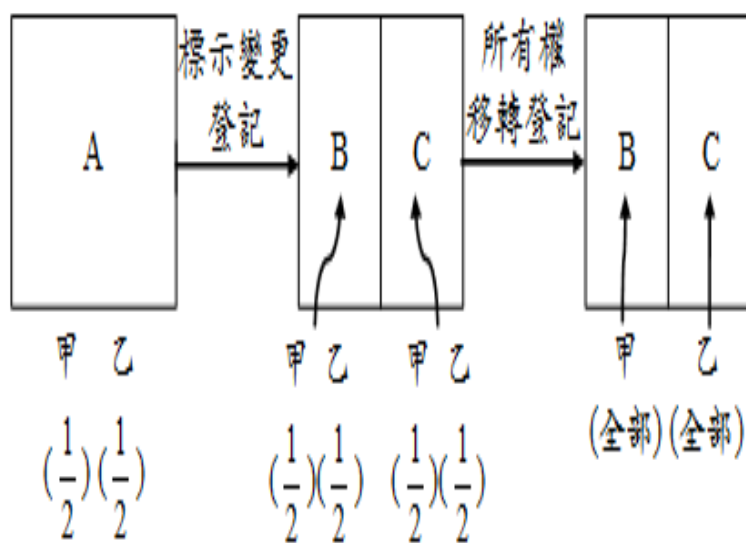 標示變更
登記
所有權
移轉登記
A
B
C
B
C
甲 乙
甲 乙
甲 乙
甲
乙
(全部)(全部)
(1/2)(1/2)
(1/2)(1/2)
(1/2)(1/2)